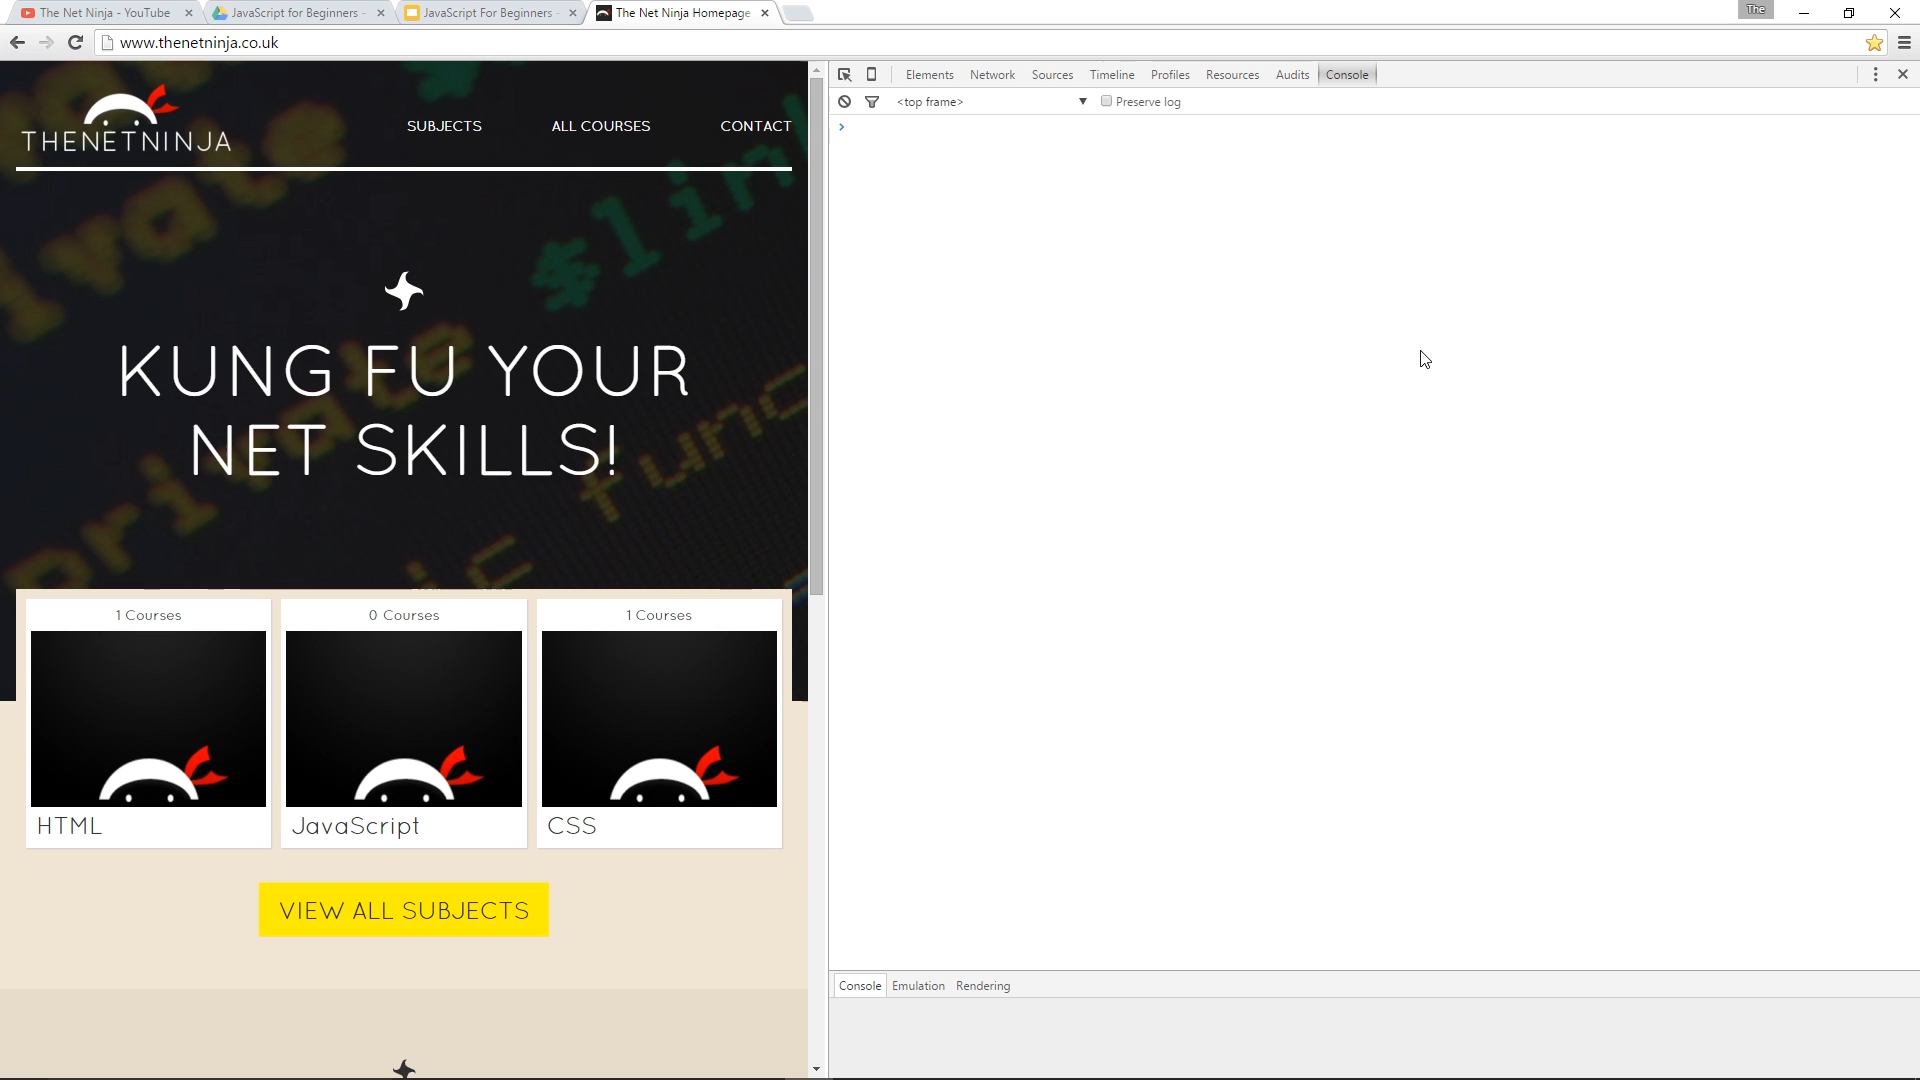 The Net Ninja - YouTube
JavaScript for Beginners -
JavaScript For Beginners -
The Net Ninja Homepage
The
www.thenetninja.co.uk
THENETNINJA
SUBJECTS
ALL COURSES
CONTACT
KUNG FU YOUR
NET SKILLS!
1 Courses
0 Courses
1 Courses
HTML
JavaScript
CSS
VIEW ALL SUBJECTS
Elements Network Sources Timeline Profiles Resources Audits Console
<top frame>
Preserve log
Console Emulation Rendering